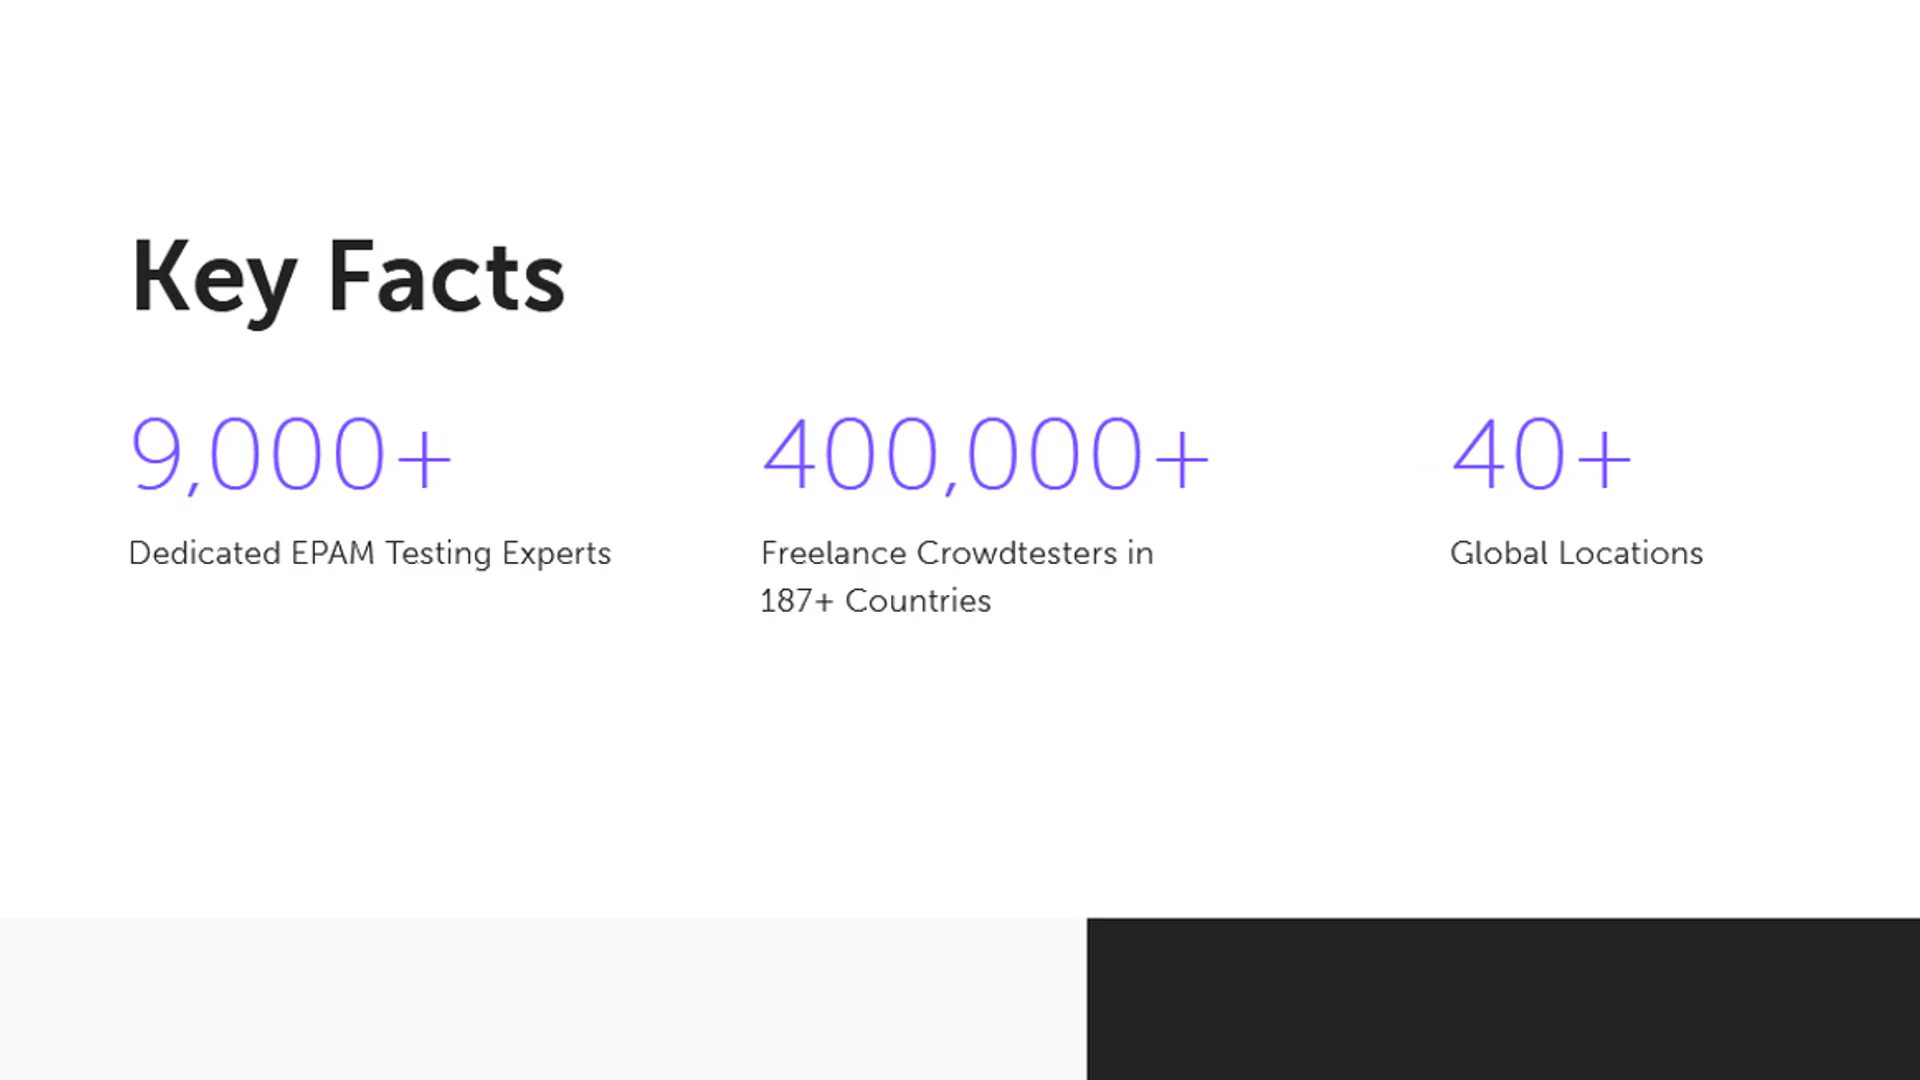 Key Facts
9,000+
Dedicated EPAM Testing Experts
400,000+
Freelance Crowdtesters in
187+ Countries
40+
Global Locations